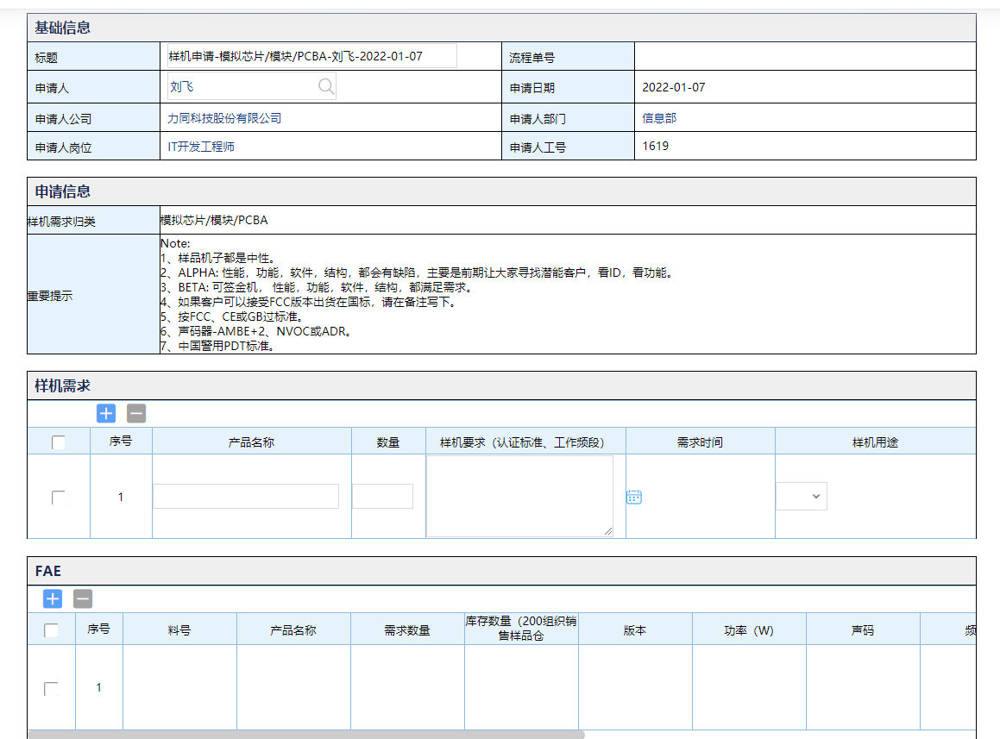 基础信息
标题 样机申请-模拟芯片/模块/PCBA-刘飞-2022-01-07 流程单号
申请人 刘飞 申请日期 2022-01-07
申请人公司 力同科技股份有限公司 申请人部门 信息部
申请人岗位 IT开发工程师 申请人工号 1619
申请信息
样机需求归类 模拟芯片/模块/PCBA
重要提示
Note:
1、样品机子都是中性。
2、ALPHA: 性能，功能，软件，结构，都会有缺陷，主要是前期让大家寻找潜能客户，看ID，看功能。
3、BETA: 可签金机， 性能，功能，软件，结构，都满足需求。
4、如果客户可以接受FCC版本出货在国标，请在备注写下。
5、按FCC、CE或GB过标准。
6、声码器-AMBE+2、NVOC或ADR。
7、中国警用PDT标准。
样机需求
序号 产品名称 数量 样机要求（认证标准、工作频段） 需求时间 样机用途
1
FAE
序号 料号 产品名称 需求数量 库存数量（200组织销
售样品仓 版本 功率（W) 声码 频
1